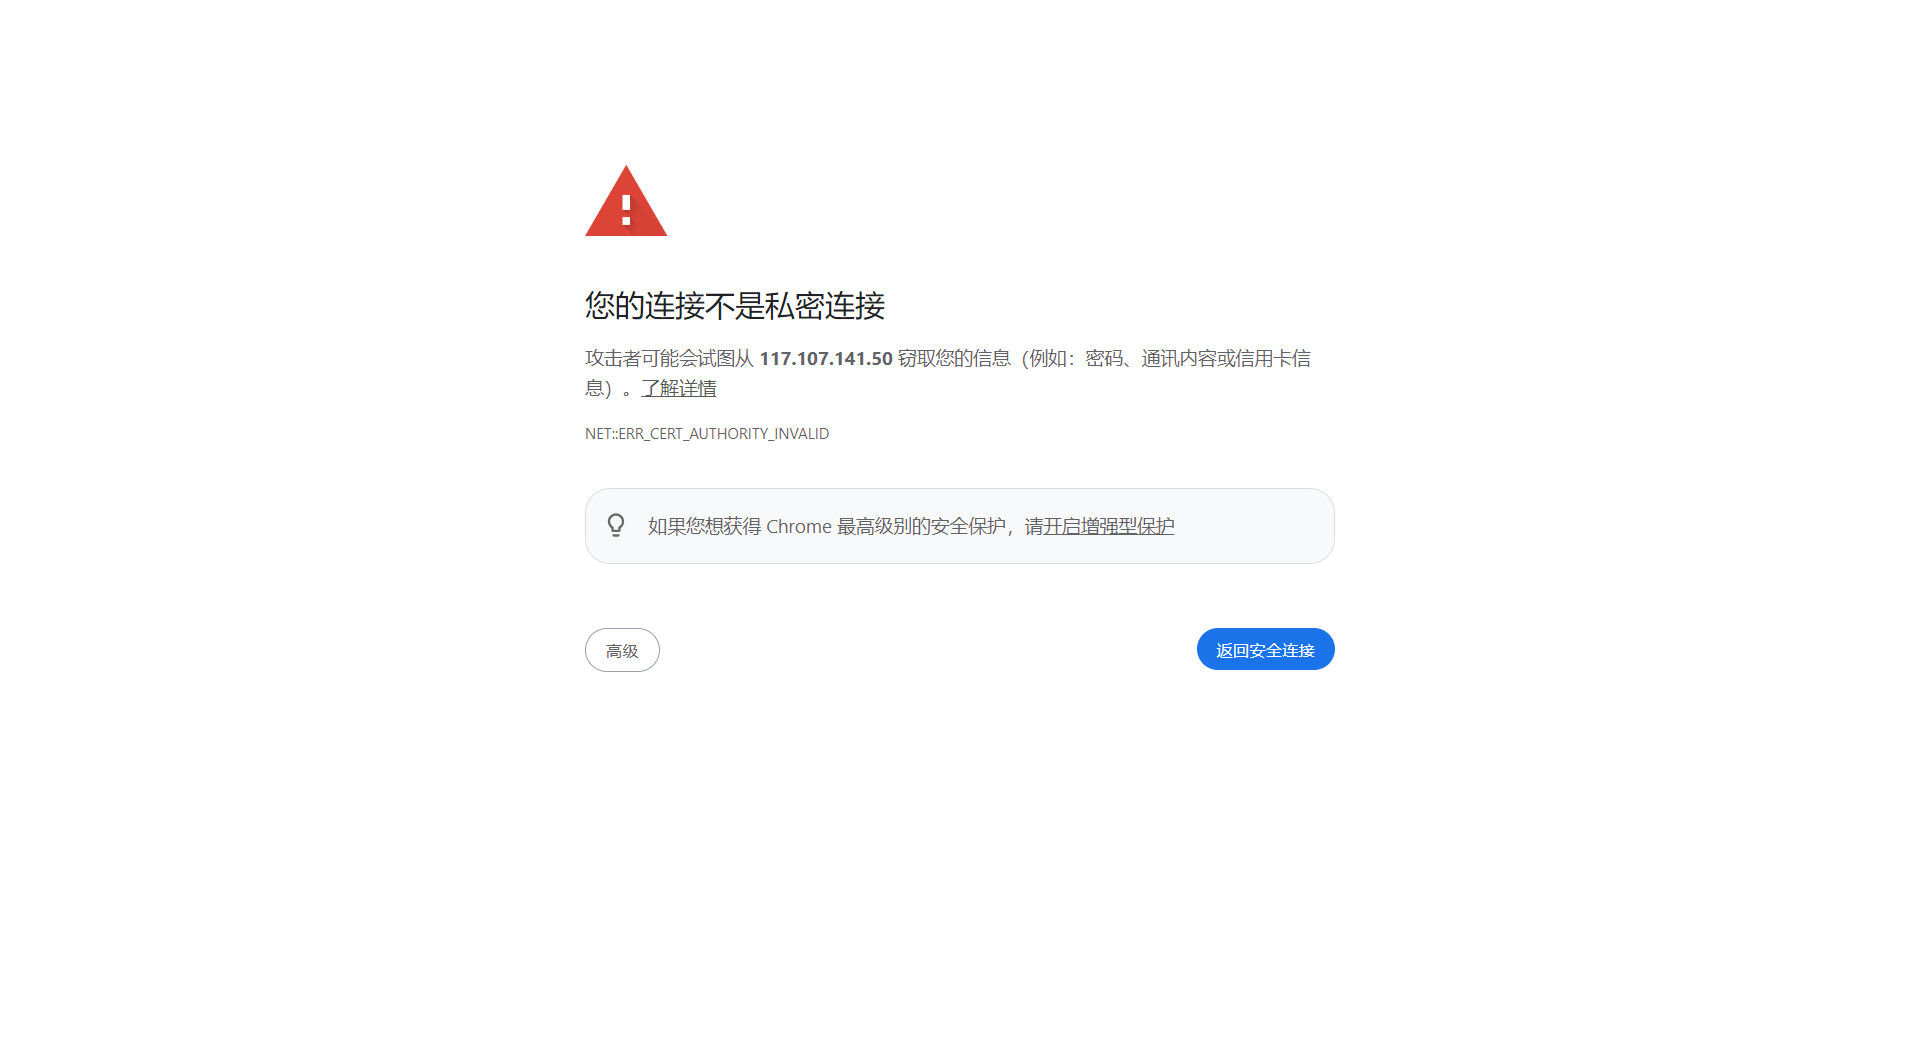 您的连接不是私密连接
攻击者可能会试图从 117.107.141.50 窃取您的信息（例如：密码、通讯内容或信用卡信
息）。了解详情
NET::ERR_CERT_AUTHORITY_INVALID
如果您想获得 Chrome 最高级别的安全保护，请开启增强型保护
高级
返回安全连接